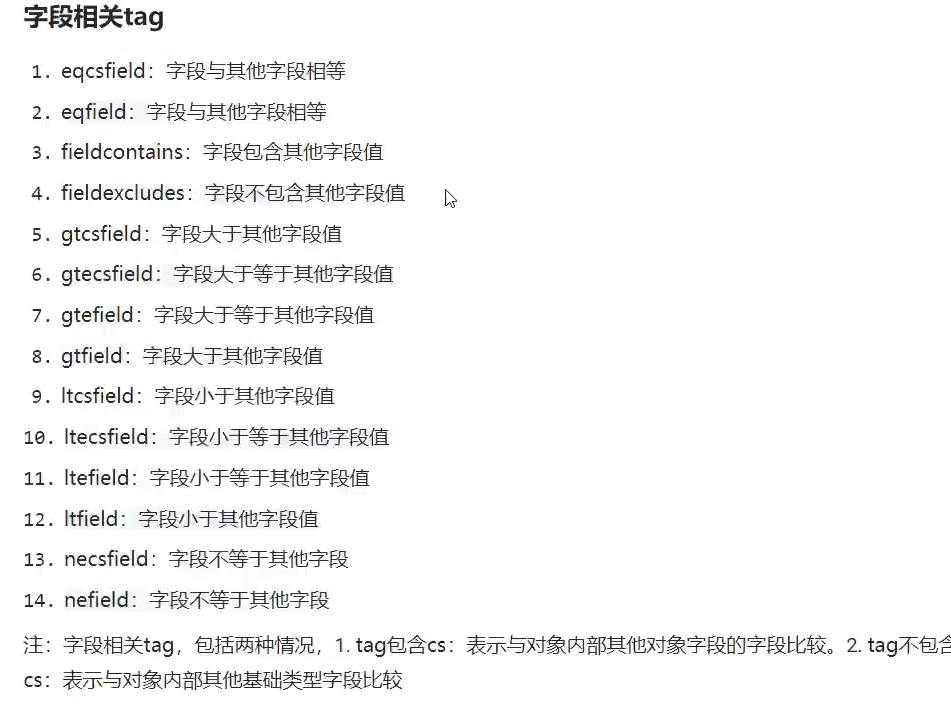 字段相关tag
1. eqcsfield：字段与其他字段相等
2. eqfield：字段与其他字段相等
3. fieldcontains：字段包含其他字段值
4. fieldexcludes：字段不包含其他字段值
5. gtcsfield：字段大于其他字段值
6. gtecsfield：字段大于等于其他字段值
7. gtefield：字段大于等于其他字段值
8. gtfield：字段大于其他字段值
9. ltcsfield：字段小于其他字段值
10. ltecsfield：字段小于等于其他字段值
11. ltefield：字段小于等于其他字段值
12. ltfield：字段小于其他字段值
13. necsfield：字段不等于其他字段
14. nefield：字段不等于其他字段
注：字段相关tag，包括两种情况，1. tag包含cs：表示与对象内部其他对象字段的字段比较。2. tag不包含
cs：表示与对象内部其他基础类型字段比较